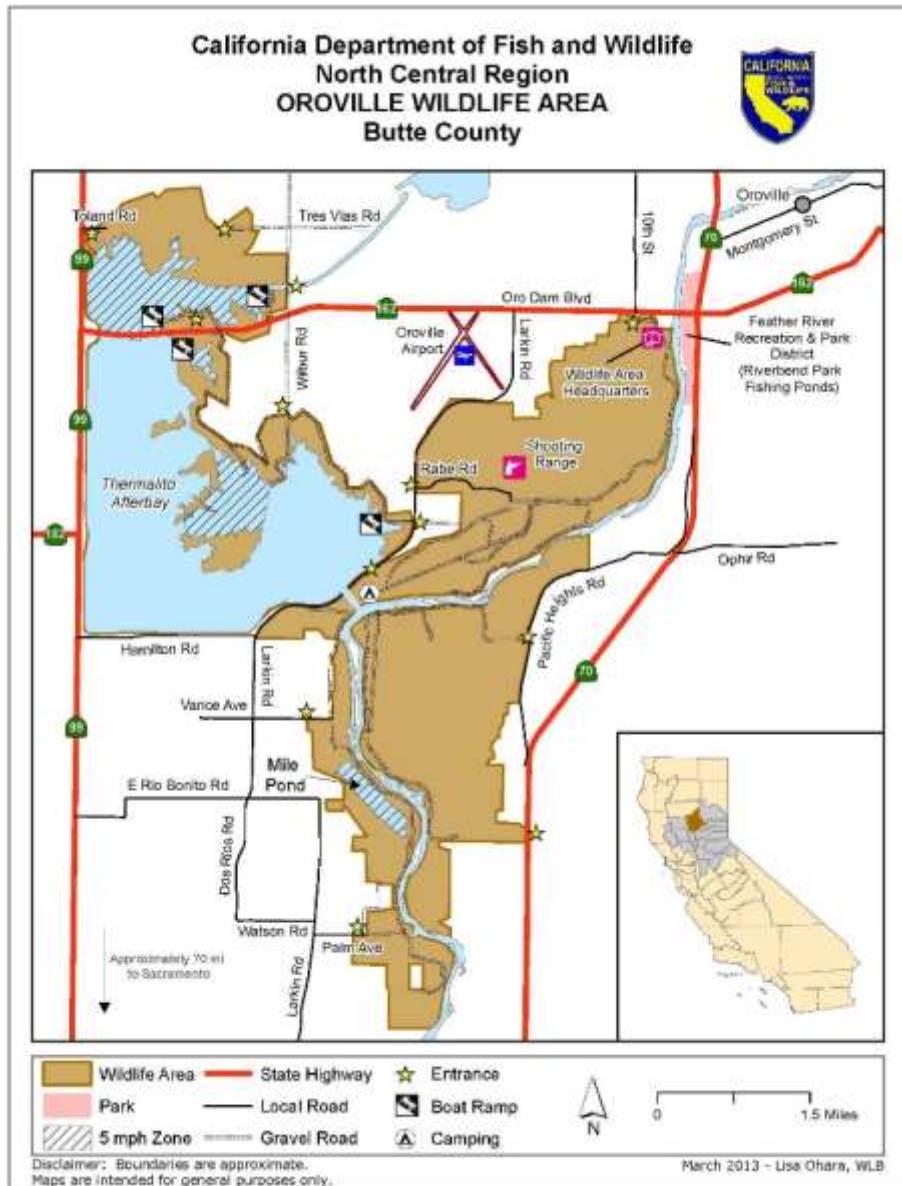 California Department of Fish and Wildlife
North Central Region
OROVILLE WILDLIFE AREA
Butte County
CALIFORNIA
FISH &
WILDLIFE
Toland Rd
Tres Vias Rd
10th St
Oroville
Montgomery St
70
99
162
162
Oro Dam Blvd
Oroville
Airport
Larkin Rd
Wilbur Rd
Wildlife Area
Headquarters
Feather River
Recreation & Park
District
(Riverbend Park
Fishing Ponds)
99
Shooting
Range
Rabe Rd
Thermalito
Afterbay
162
Ophir Rd
Pacific Heights Rd
Hamilton Rd
Larkin Rd
70
Vance Ave
99
Mile
Pond
E Rio Bonito Rd
Dos Rios Rd
Watson Rd
Palm Ave
Larkin Rd
Approximately 70 mi
to Sacramento
Wildlife Area
State Highway
Entrance
Park
Local Road
Boat Ramp
5 mph Zone
Gravel Road
Camping
N
0
1.5 Miles
Disclaimer: Boundaries are approximate.
Maps are intended for general purposes only.
March 2013 - Lisa Ohara, WLB